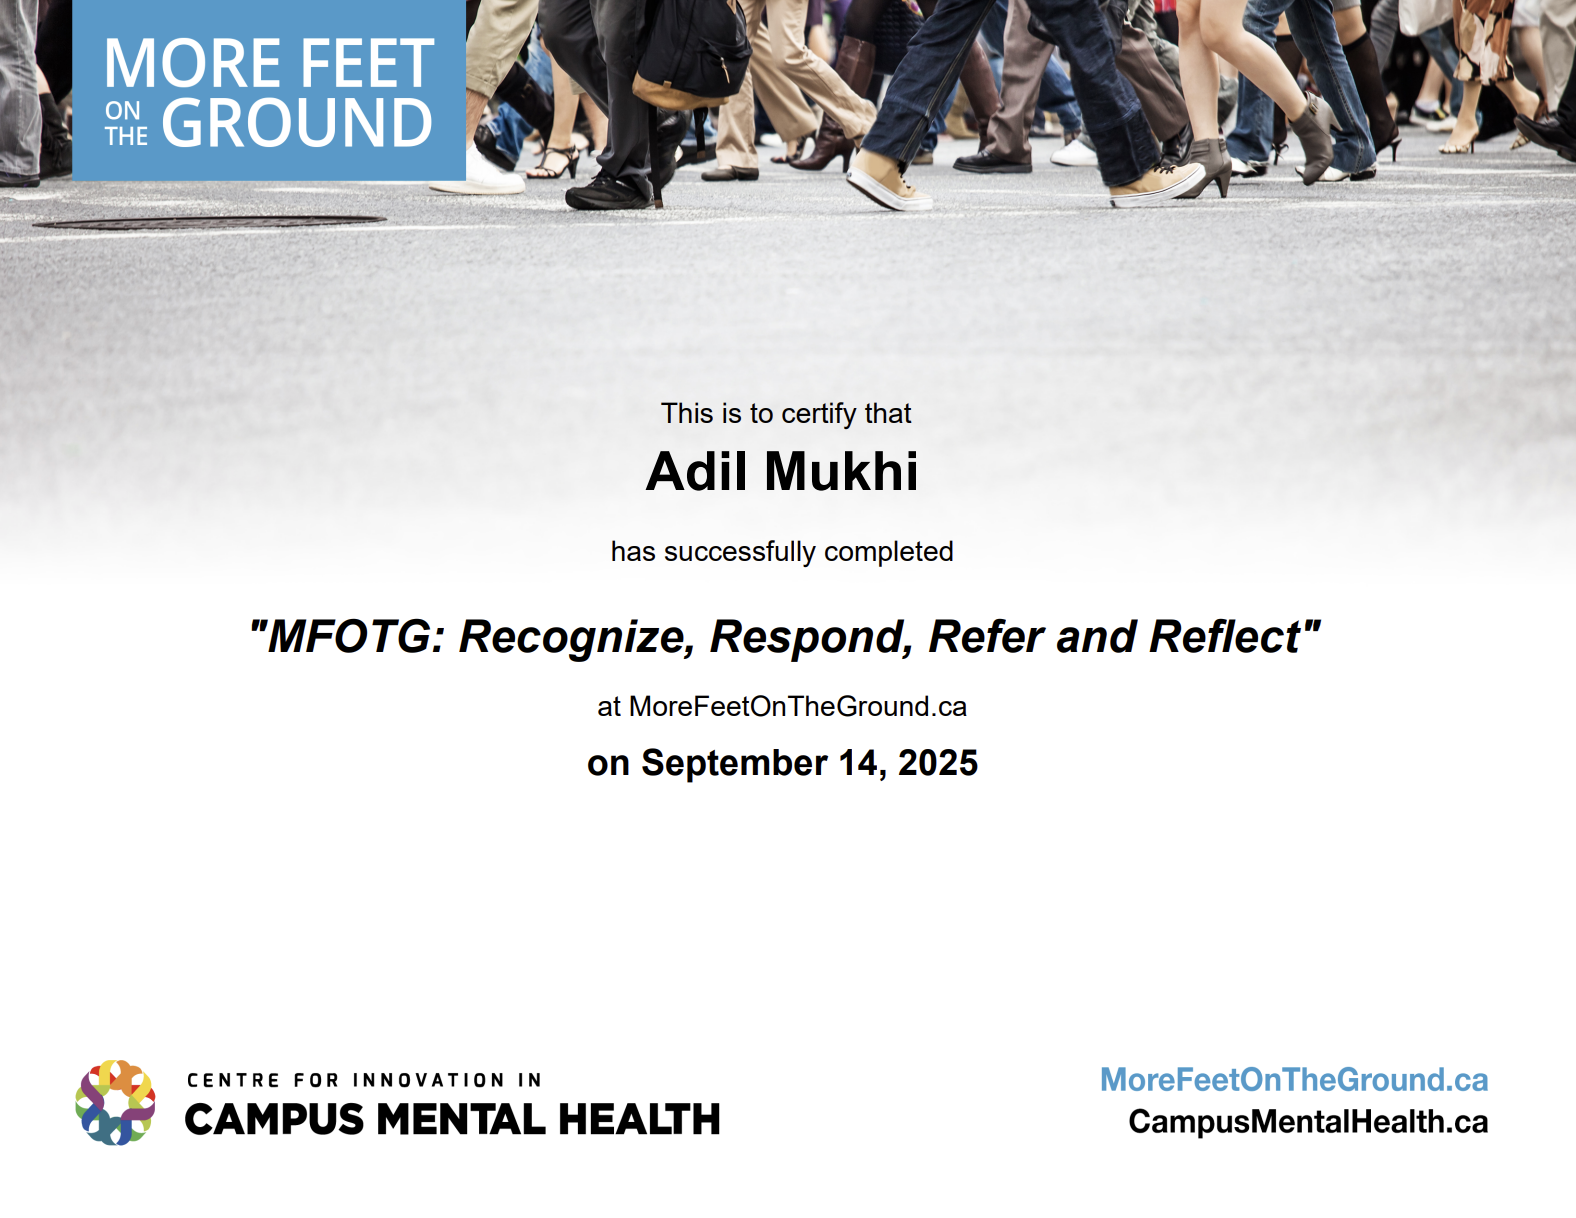 MORE FEET
ON THE GROUND
This is to certify that
Adil Mukhi
has successfully completed
"MFOTG: Recognize, Respond, Refer and Reflect"
at MoreFeetOnTheGround.ca
on September 14, 2025
CENTRE FOR INNOVATION IN
CAMPUS MENTAL HEALTH
MoreFeetOnTheGround.ca
CampusMentalHealth.ca